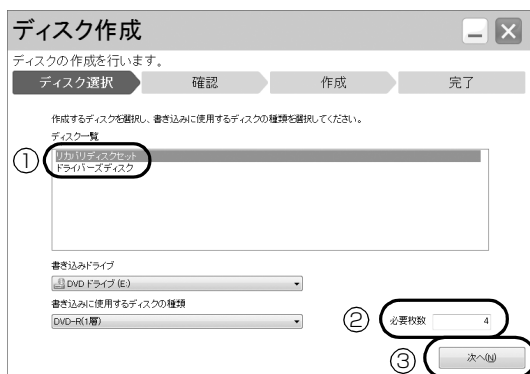 ディスク作成
ディスクの作成を行います。
ディスク選択 確認 作成 完了
作成するディスクを選択し、書き込みに使用するディスクの種類を選択してください。
ディスク一覧
① リカバリディスクセット
ドライバーズディスク
書き込みドライブ
DVD ドライブ (E:)
書き込みに使用するディスクの種類
DVD-R(1層)
② 必要枚数 4
③ 次へ(N)